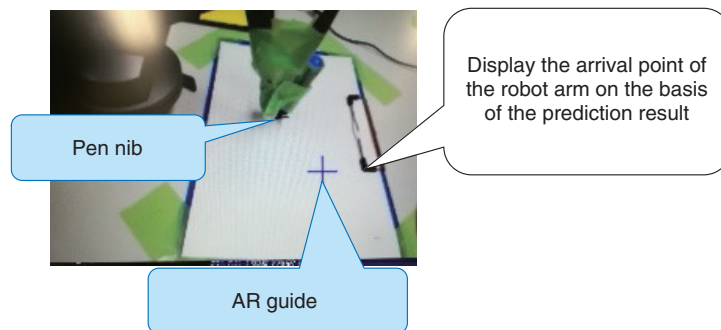 Display the arrival point of
the robot arm on the basis
of the prediction result
Pen nib
AR guide